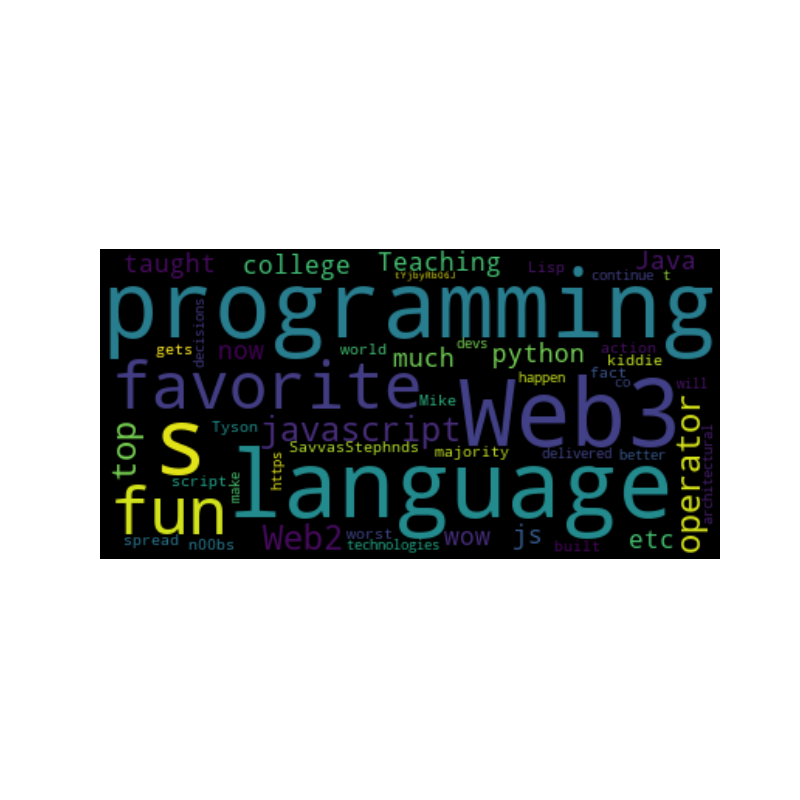 taught college Teaching Lisp Java
tYjbyRbO6J continue t
programming
decisions
gets now world much devs python action kiddie
favorite Mike happen fact co will
Web3
top s Tyson javascript operator
SavvasStephnds majority delivered better architectural
script make https language
fun
spread n00bs Web2 worst technologies wow js built etc